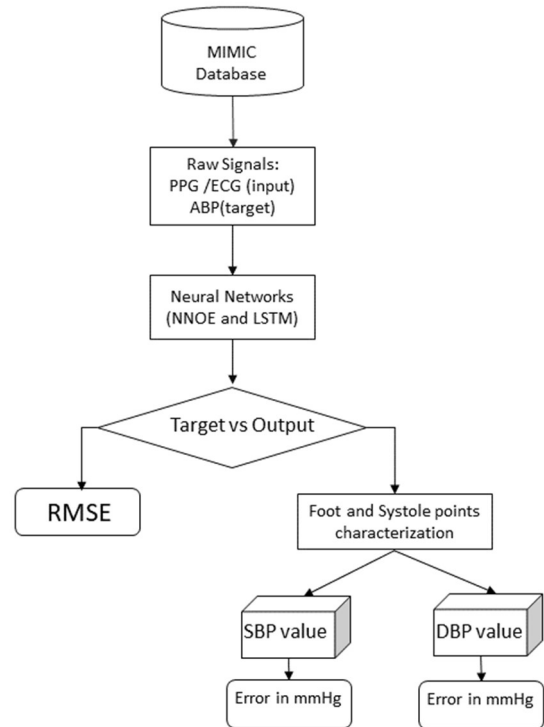 MIMIC
Database
Raw Signals:
PPG /ECG (input)
ABP(target)
Neural Networks
(NNOE and LSTM)
Target vs Output
RMSE
Foot and Systole points
characterization
SBP value
DBP value
Error in mmHg
Error in mmHg